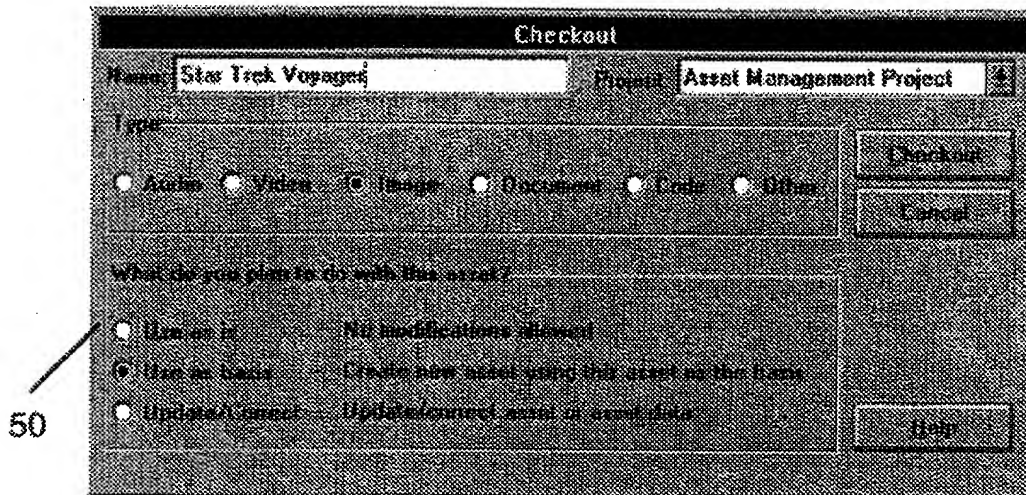 Checkout
Name: Star Trek Voyager Project Asset Management Project
Type
Audio Video Image Document Code Other
Checkout
Cancel
What do you plan to do with this asset?
Use as is - No modifications allowed
Use as basis - Create new asset using this asset as the basis
Update/Correct - Update/correct asset or asset data
Help
50